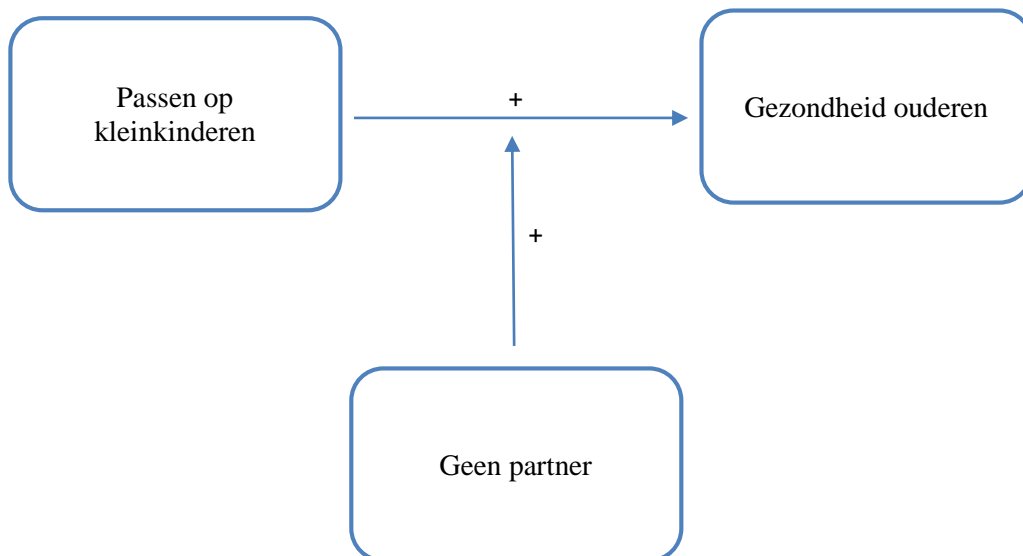 Passen op
kleinkinderen
+
Gezondheid ouderen
+
Geen partner